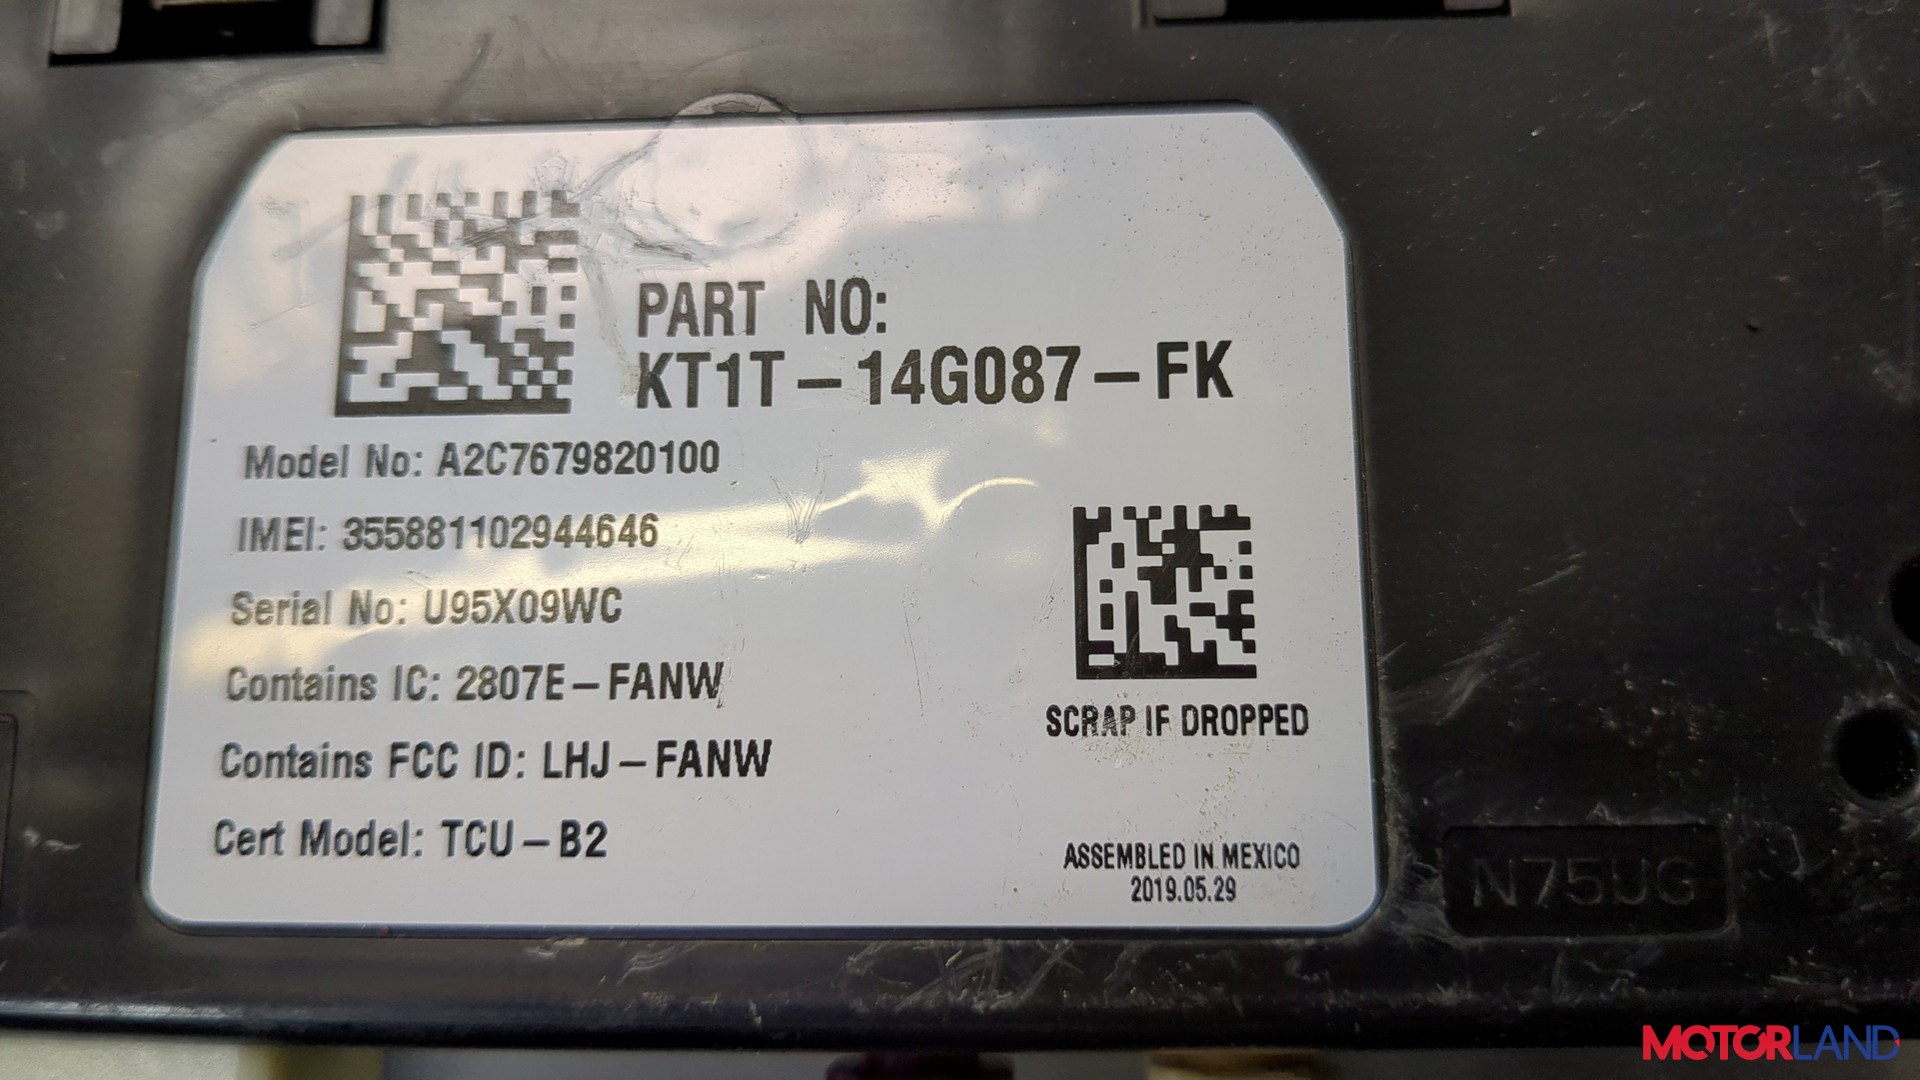 PART NO:
KT1T-14G087-FK
Model No: A2C7679820100
IMEI: 355881102944646
Serial No: U95X09WC
Contains IC: 2807E-FANW
Contains FCC ID: LHJ-FANW
Cert Model: TCU-B2
SCRAP IF DROPPED
ASSEMBLED IN MEXICO
2019.05.29
N75UG
MOTORLAND